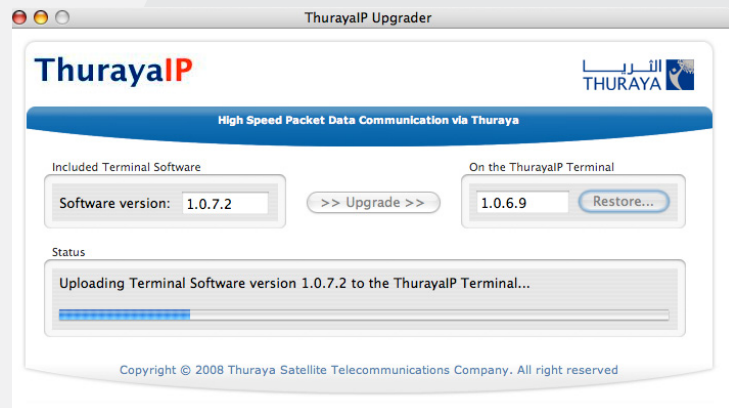 ThurayaIP Upgrader
ThurayaIP
الثريا
THURAYA
High Speed Packet Data Communication via Thuraya
Included Terminal Software
On the ThurayaIP Terminal
Software version: 1.0.7.2
>> Upgrade >>
1.0.6.9
Restore...
Status
Uploading Terminal Software version 1.0.7.2 to the ThurayaIP Terminal...
Copyright © 2008 Thuraya Satellite Telecommunications Company. All right reserved